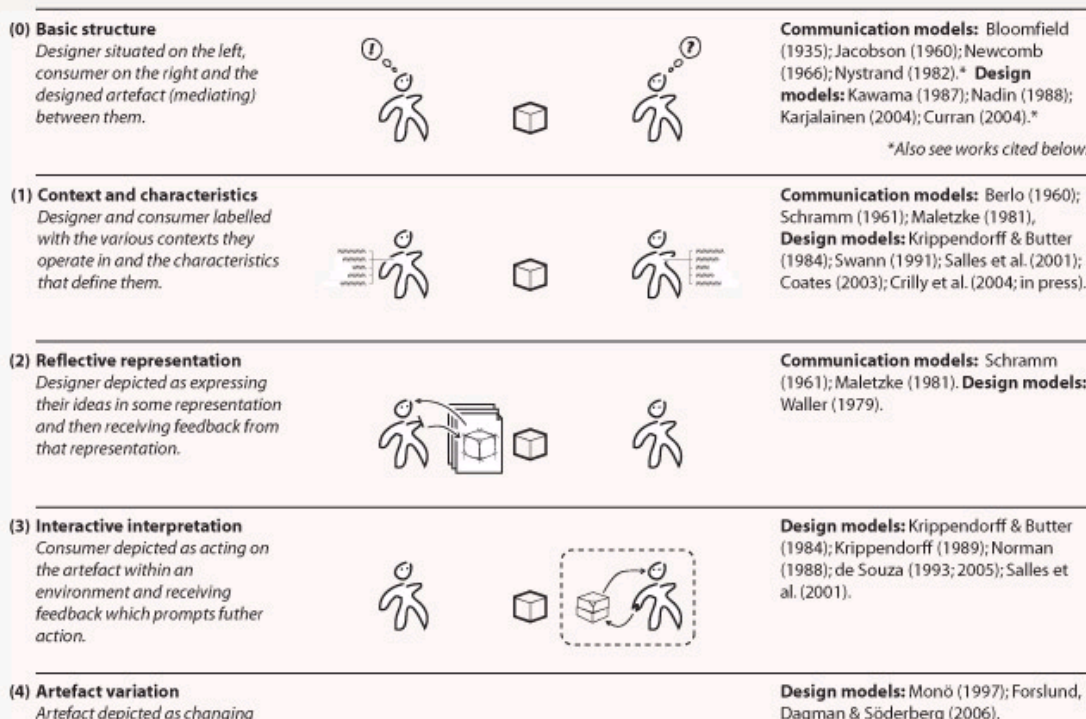 (0) Basic structure
Designer situated on the left,
consumer on the right and the
designed artefact (mediating)
between them.
!
?
Communication models: Bloomfield
(1935); Jacobson (1960); Newcomb
(1966); Nystrand (1982).* Design
models: Kawama (1987); Nadin (1988);
Karjalainen (2004); Curran (2004).*
*Also see works cited below.
(1) Context and characteristics
Designer and consumer labelled
with the various contexts they
operate in and the characteristics
that define them.
Communication models: Berlo (1960);
Schramm (1961); Maletzke (1981),
Design models: Krippendorff & Butter
(1984); Swann (1991); Salles et al. (2001);
Coates (2003); Crilly et al. (2004; in press).
(2) Reflective representation
Designer depicted as expressing
their ideas in some representation
and then receiving feedback from
that representation.
Communication models: Schramm
(1961); Maletzke (1981). Design models:
Waller (1979).
(3) Interactive interpretation
Consumer depicted as acting on
the artefact within an
environment and receiving
feedback which prompts futher
action.
Design models: Krippendorff & Butter
(1984); Krippendorff (1989); Norman
(1988); de Souza (1993; 2005); Salles et
al. (2001).
(4) Artefact variation
Artefact depicted as changing
Design models: Monö (1997); Forslund,
Dagman & Söderberg (2006).